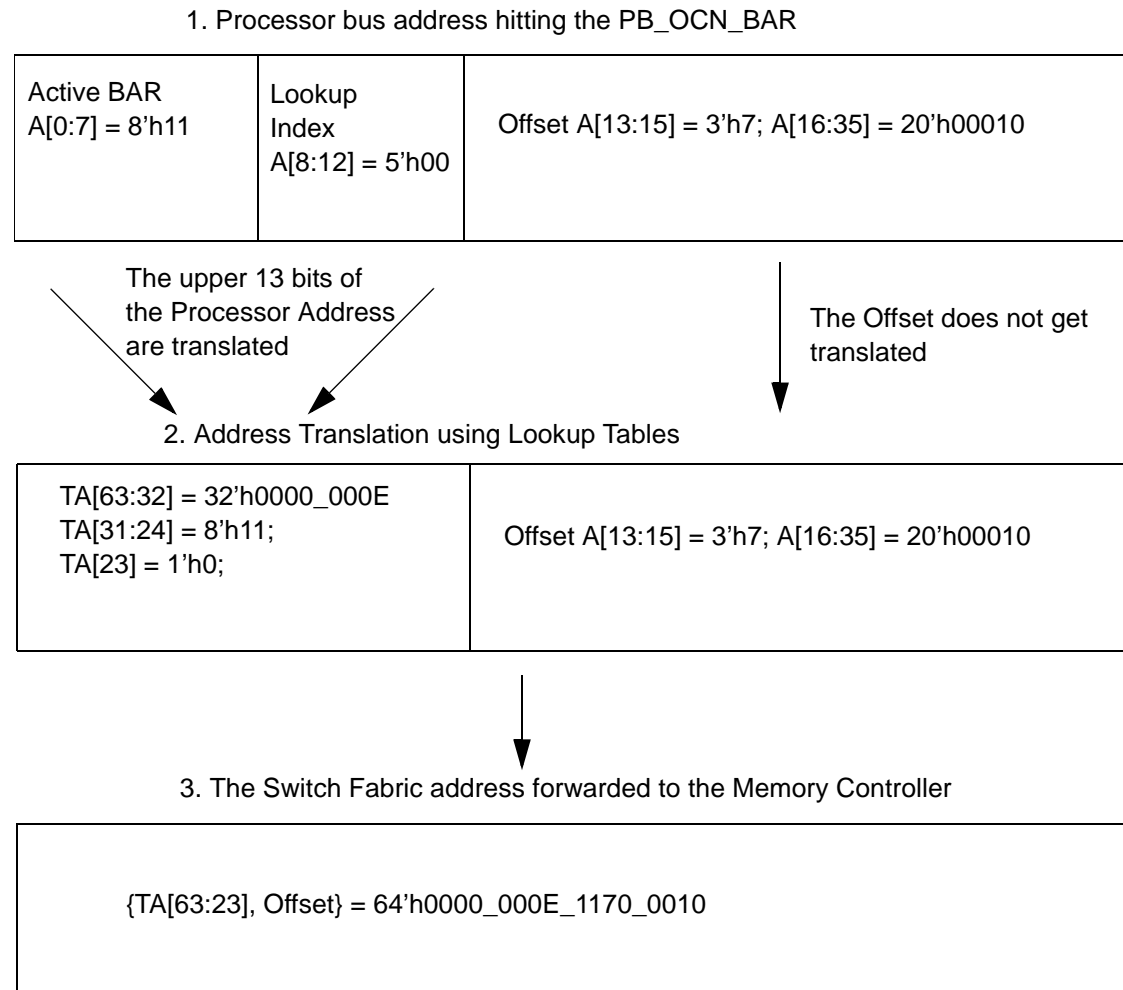 1. Processor bus address hitting the PB_OCN_BAR
Active BAR
A[0:7] = 8’h11
Lookup
Index
A[8:12] = 5’h00
Offset A[13:15] = 3’h7; A[16:35] = 20’h00010
The upper 13 bits of
the Processor Address
are translated
The Offset does not get
translated
2. Address Translation using Lookup Tables
TA[63:32] = 32’h0000_000E
TA[31:24] = 8’h11;
TA[23] = 1’h0;
Offset A[13:15] = 3’h7; A[16:35] = 20’h00010
3. The Switch Fabric address forwarded to the Memory Controller
{TA[63:23], Offset} = 64’h0000_000E_1170_0010